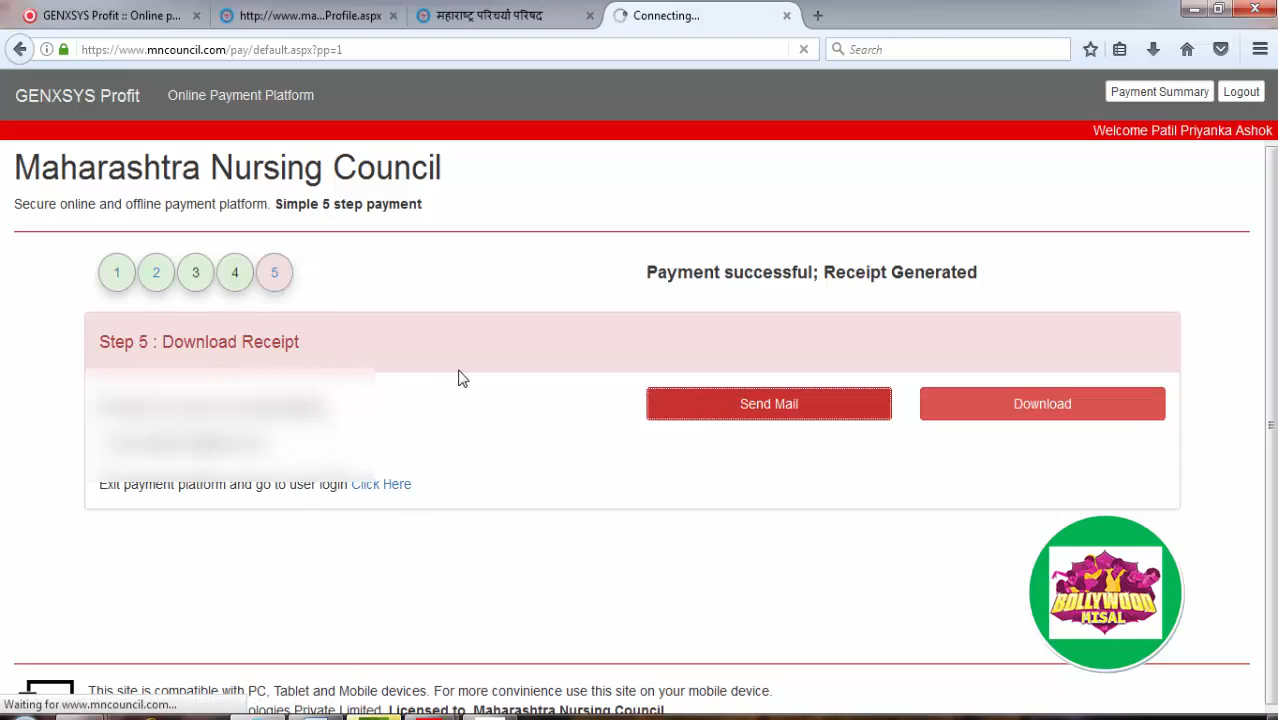 GENXSYS Profit :: Online p...
http://www.ma...Profile.aspx
महाराष्ट्र परिचर्या परिषद
Connecting...
https://www.mncouncil.com/pay/default.aspx?pp=1
Search
GENXSYS Profit
Online Payment Platform
Payment Summary
Logout
Welcome Patil Priyanka Ashok
Maharashtra Nursing Council
Secure online and offline payment platform. Simple 5 step payment
1 2 3 4 5
Payment successful; Receipt Generated
Step 5 : Download Receipt
Send Mail
Download
Exit payment platform and go to user login Click Here
BOLLYWOOD
MISAL
This site is compatible with PC, Tablet and Mobile devices. For more convinience use this site on your mobile device.
Waiting for www.mncouncil.com...
ologies Private Limited. Licensed to Maharashtra Nursing Council